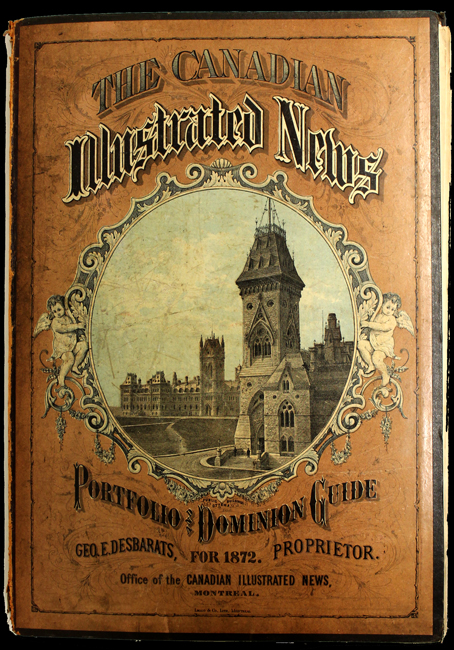 THE CANADIAN
Illustrated News
PORTFOLIO AND DOMINION GUIDE
GEO. E. DESBARATS, FOR 1872. PROPRIETOR.
Office of the CANADIAN ILLUSTRATED NEWS,
MONTREAL.